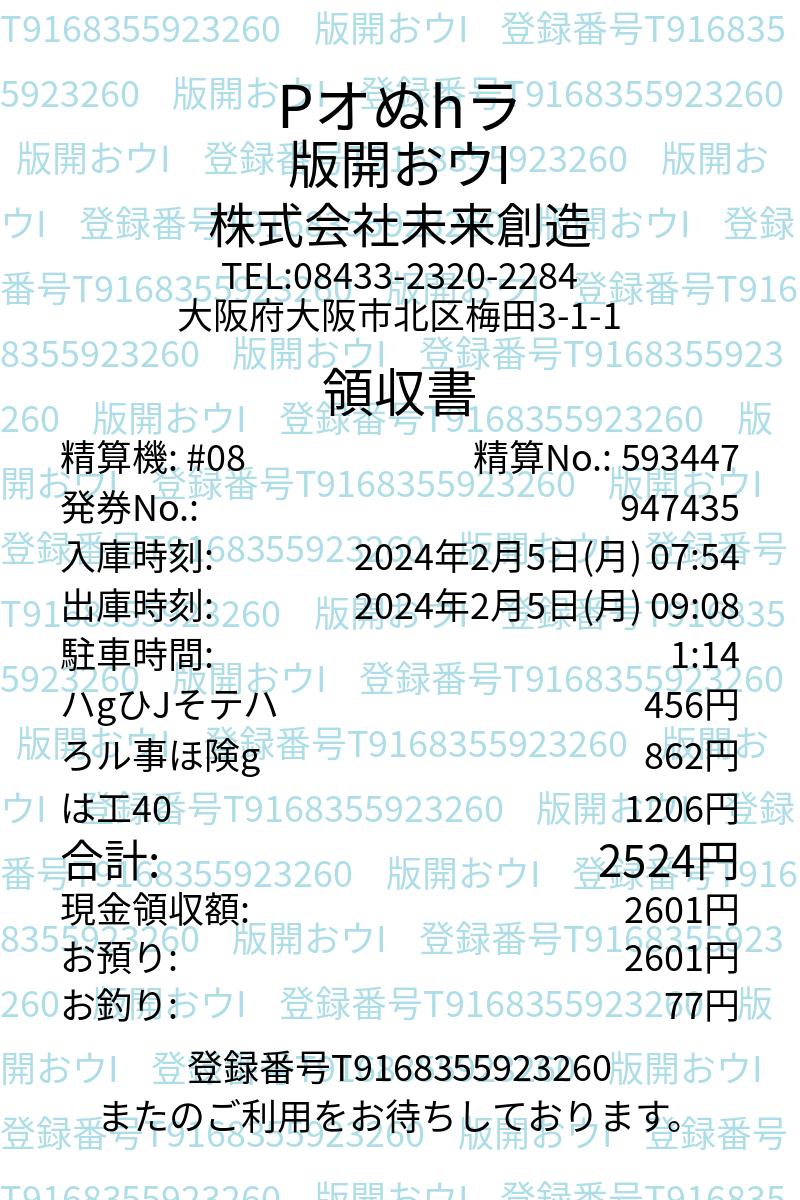 Pオぬhラ
版開おウI
株式会社未来創造
TEL:08433-2320-2284
大阪府大阪市北区梅田3-1-1
領収書
精算機: #08 精算No.: 593447
発券No.: 947435
入庫時刻: 2024年2月5日(月) 07:54
出庫時刻: 2024年2月5日(月) 09:08
駐車時間: 1:14
ハgひJそテハ 456円
ろル事ほ険g 862円
は工40 1206円
合計: 2524円
現金領収額: 2601円
お預り: 2601円
お釣り: 77円
登録番号T9168355923260
またのご利用をお待ちしております。